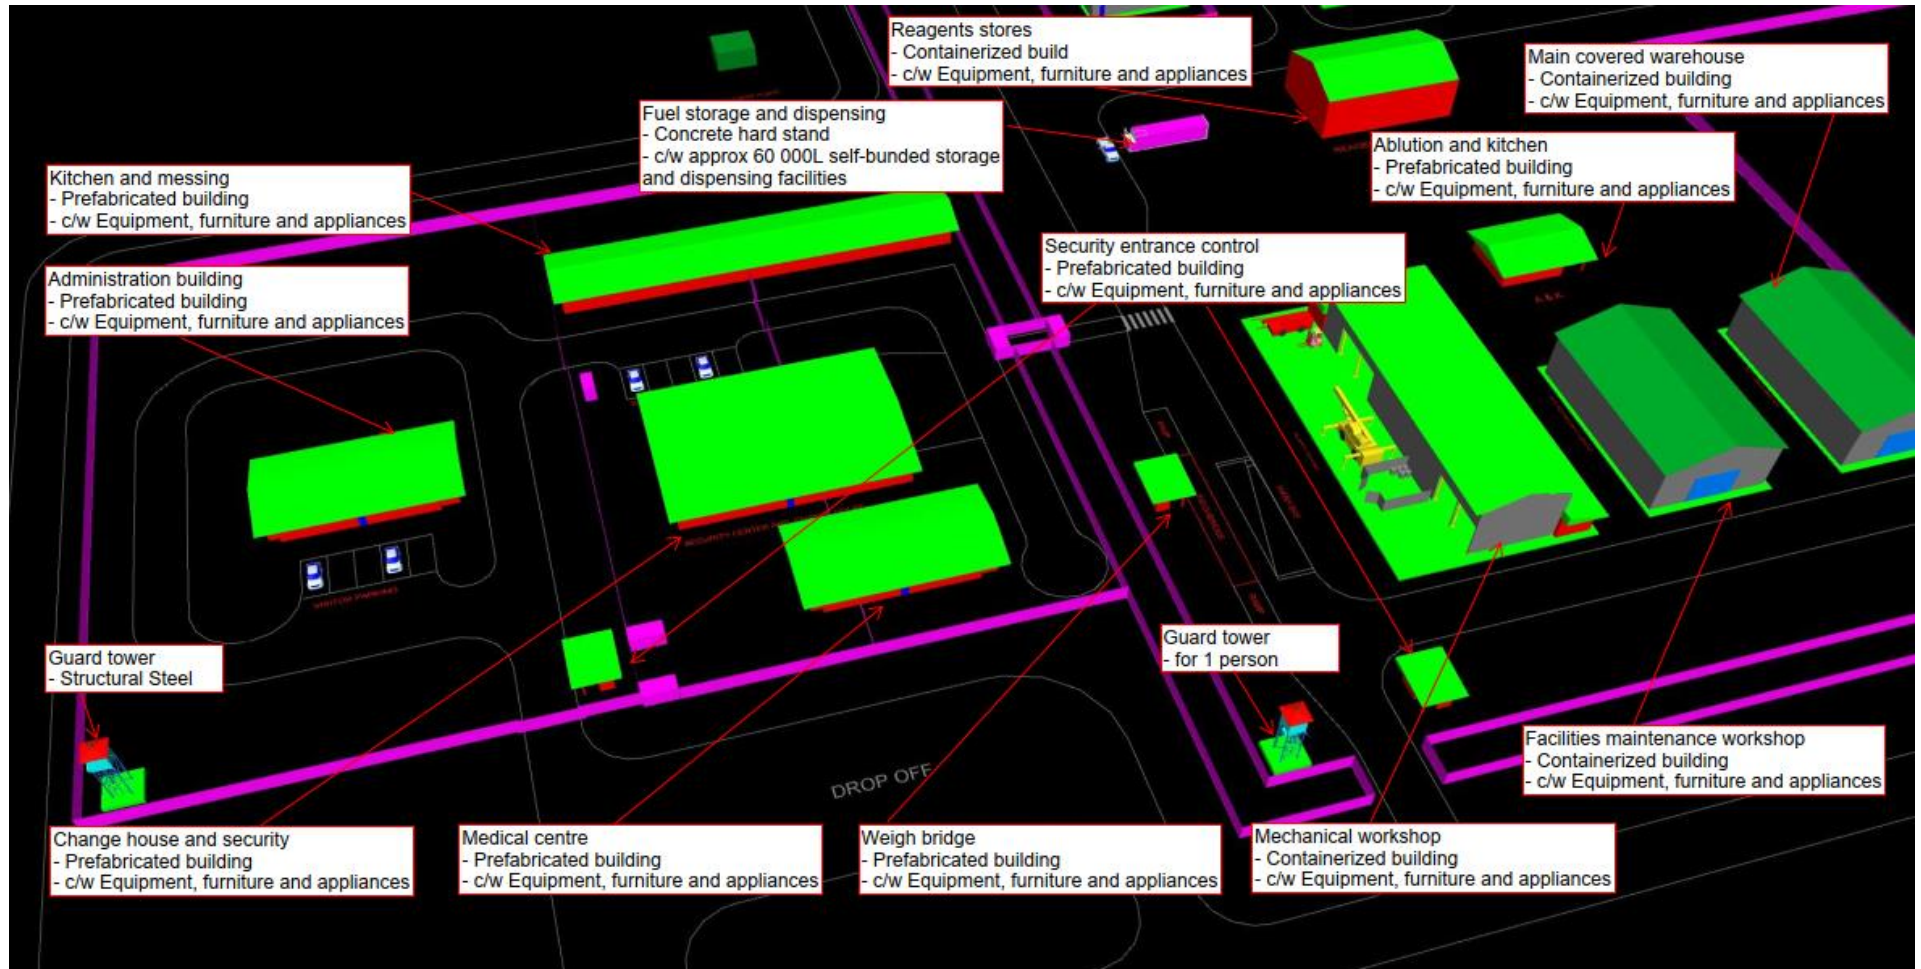 Reagents stores
- Containerized build
- c/w Equipment, furniture and appliances
Main covered warehouse
- Containerized building
- c/w Equipment, furniture and appliances
Fuel storage and dispensing
- Concrete hard stand
- c/w approx 60 000L self-bunded storage
and dispensing facilities
Ablution and kitchen
- Prefabricated building
- c/w Equipment, furniture and appliances
Kitchen and messing
- Prefabricated building
- c/w Equipment, furniture and appliances
Security entrance control
- Prefabricated building
- c/w Equipment, furniture and appliances
Administration building
- Prefabricated building
- c/w Equipment, furniture and appliances
VISITOR PARKING
Guard tower
- Structural Steel
Guard tower
- for 1 person
DROP OFF
Facilities maintenance workshop
- Containerized building
- c/w Equipment, furniture and appliances
Change house and security
- Prefabricated building
- c/w Equipment, furniture and appliances
Medical centre
- Prefabricated building
- c/w Equipment, furniture and appliances
Weigh bridge
- Prefabricated building
- c/w Equipment, furniture and appliances
Mechanical workshop
- Containerized building
- c/w Equipment, furniture and appliances